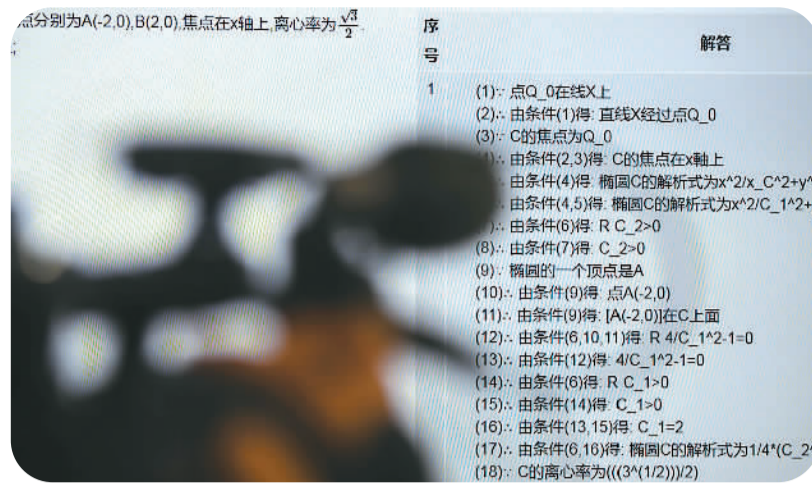 点分别为A(-2,0),B(2,0),焦点在x轴上,离心率为√3/2.
;
序号
解答
1
(1)∵ 点Q_0在线X上
(2)∴ 由条件(1)得: 直线X经过点Q_0
(3)∵ C的焦点为Q_0
(4)∴ 由条件(2,3)得: C的焦点在x軸上
由条件(4)得: 椭圆C的解析式为x^2/x_C^2+y^
由条件(4,5)得: 椭圆C的解析式为x^2/C_1^2+
)∴ 由条件(6)得: R C_2>0
(8)∴ 由条件(7)得: C_2>0
(9)∵ 椭圆的一个顶点是A
(10)∴ 由条件(9)得: 点A(-2,0)
(11)∴ 由条件(9)得: [A(-2,0)]在C上面
(12)∴ 由条件(6,10,11)得: R 4/C_1^2-1=0
(13)∴ 由条件(12)得: 4/C_1^2-1=0
(14)∴ 由条件(6)得: R C_1>0
(15)∴ 由条件(14)得: C_1>0
(16)∴ 由条件(13,15)得: C_1=2
(17)∴ 由条件(6,16)得: 椭圆C的解析式为1/4*(C_2^
(18)∵ C的离心率为(((3^(1/2)))/2)